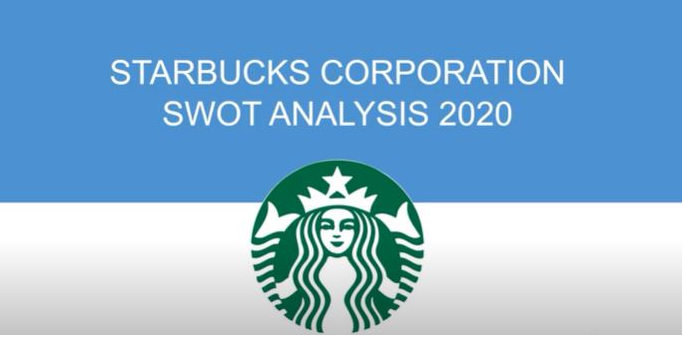 STARBUCKS CORPORATION
SWOT ANALYSIS 2020